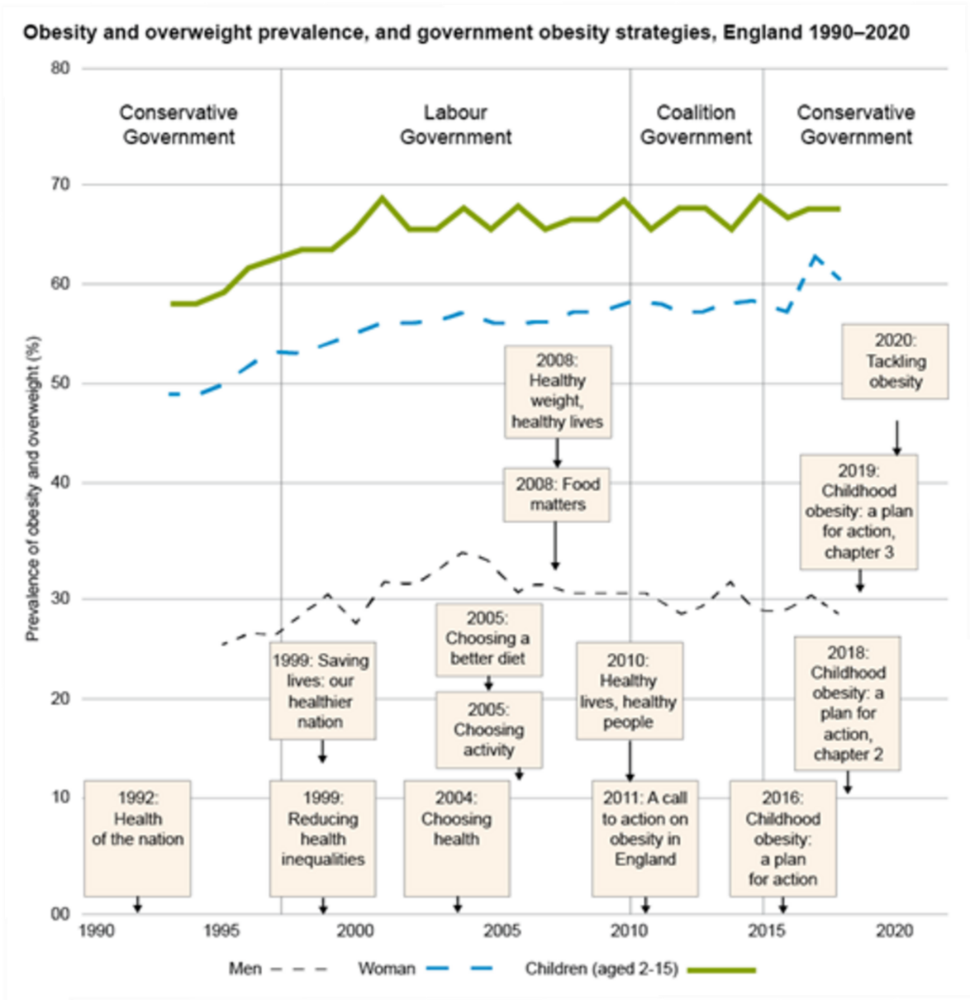 Obesity and overweight prevalence, and government obesity strategies, England 1990–2020
Prevalence of obesity and overweight (%)
80
70
60
50
40
30
20
10
00
Conservative
Government
Labour
Government
Coalition
Government
Conservative
Government
2008:
Healthy
weight,
healthy lives
2008: Food
matters
2020:
Tackling
obesity
2019:
Childhood
obesity: a plan
for action,
chapter 3
1999: Saving
lives: our
healthier
nation
2005:
Choosing a
better diet
2005:
Choosing
activity
2010:
Healthy
lives, healthy
people
2018:
Childhood
obesity: a
plan for
action,
chapter 2
1992:
Health
of the nation
1999:
Reducing
health
inequalities
2004:
Choosing
health
2011: A call
to action on
obesity in
England
2016:
Childhood
obesity:
a plan
for action
1990 1995 2000 2005 2010 2015 2020
Men Woman Children (aged 2-15)